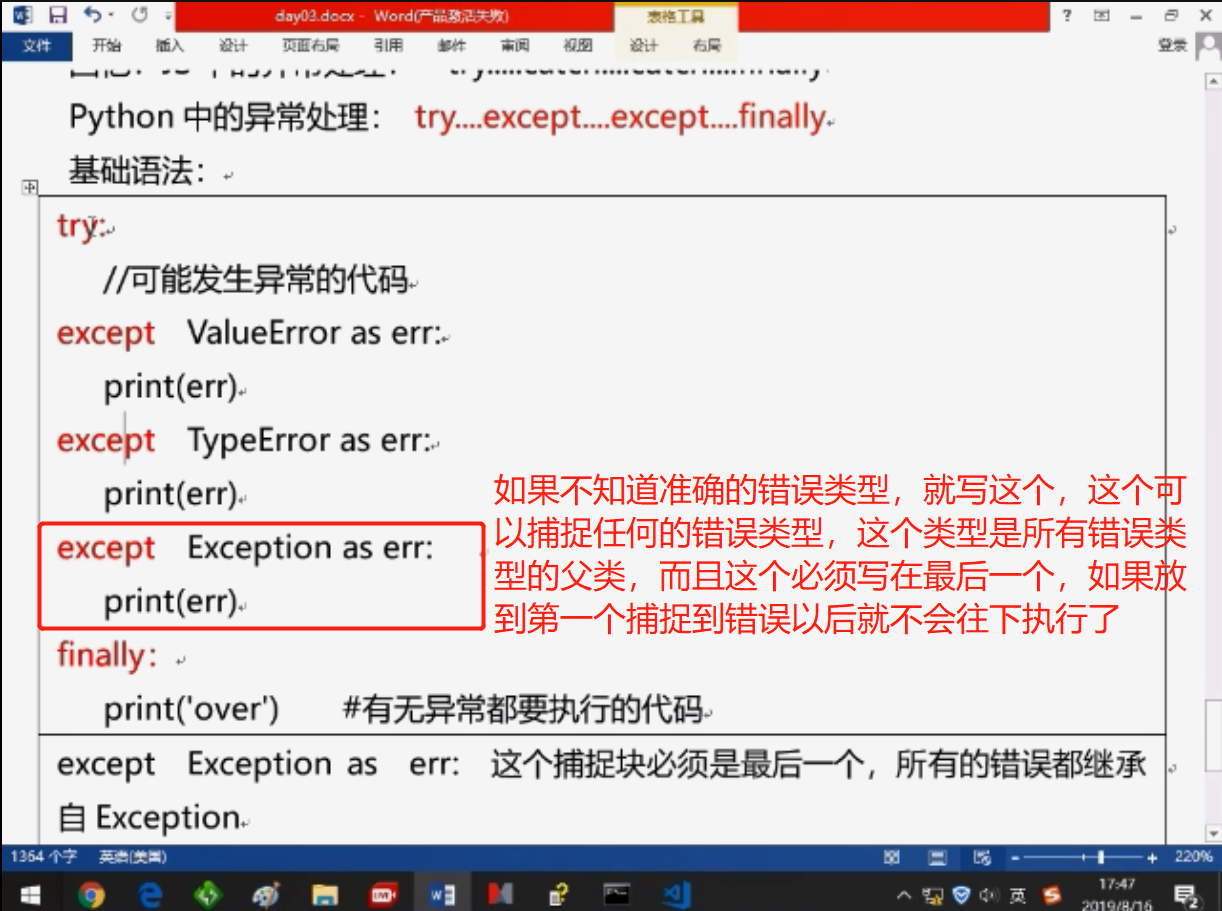 day03.docx - Word(产品激活失败)
表格工具
文件 开始 插入 设计 页面布局 引用 邮件 审阅 视图 设计 布局 登录
Python 中的异常处理： try....except....except....finally
基础语法：
try:
//可能发生异常的代码
except ValueError as err:
print(err)
except TypeError as err:
print(err)
except Exception as err:
print(err)
如果不知道准确的错误类型，就写这个，这个可
以捕捉任何的错误类型，这个类型是所有错误类
型的父类，而且这个必须写在最后一个，如果放
到第一个捕捉到错误以后就不会往下执行了
finally：
print('over') #有无异常都要执行的代码
except Exception as err: 这个捕捉块必须是最后一个，所有的错误都继承
自 Exception
1364 个字 英语(美国) 220%
英
17:47
2019/8/16